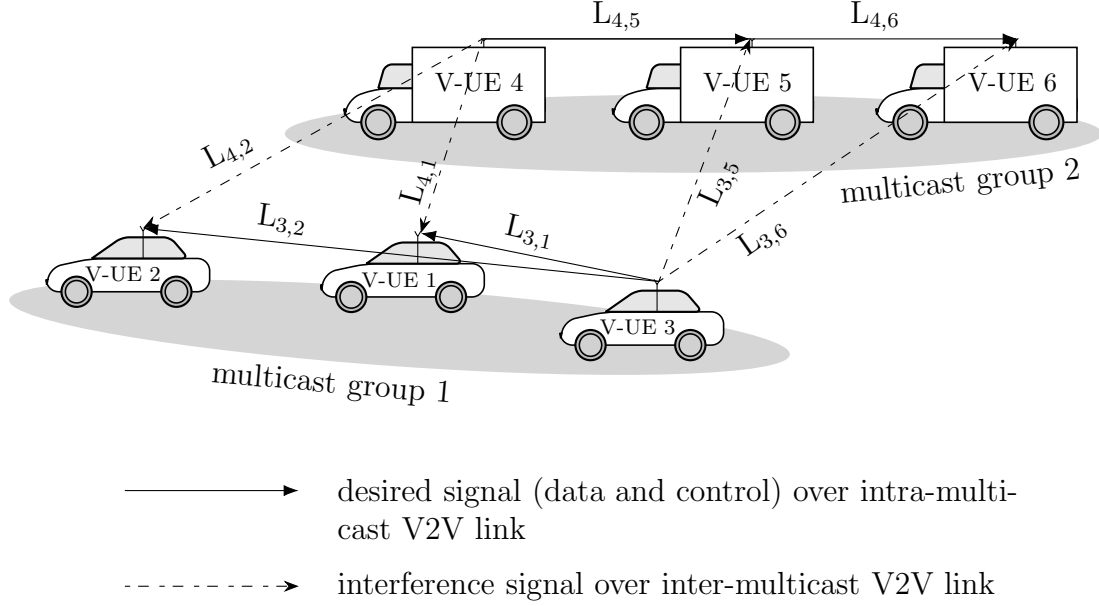 L4,5
L4,6
V-UE 4
V-UE 5
V-UE 6
L4,2
L4,1
L3,5
multicast group 2
L3,2
L3,1
L3,6
V-UE 2
V-UE 1
V-UE 3
multicast group 1
desired signal (data and control) over intra-multi-
cast V2V link
interference signal over inter-multicast V2V link